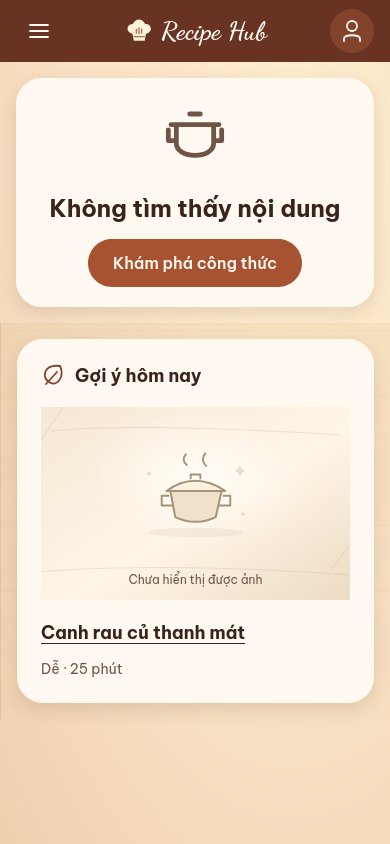 Recipe Hub
Không tìm thấy nội dung
Khám phá công thức
Gợi ý hôm nay
Chưa hiển thị được ảnh
Canh rau củ thanh mát
Dễ · 25 phút